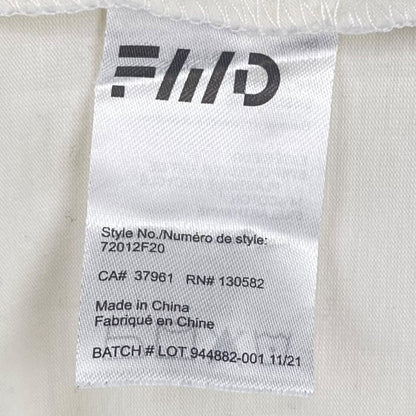 FWD
Style No./Numéro de style:
72012F20
CA# 37961 RN# 130582
Made in China
Fabriqué en Chine
BATCH # LOT 944882-001 11/21